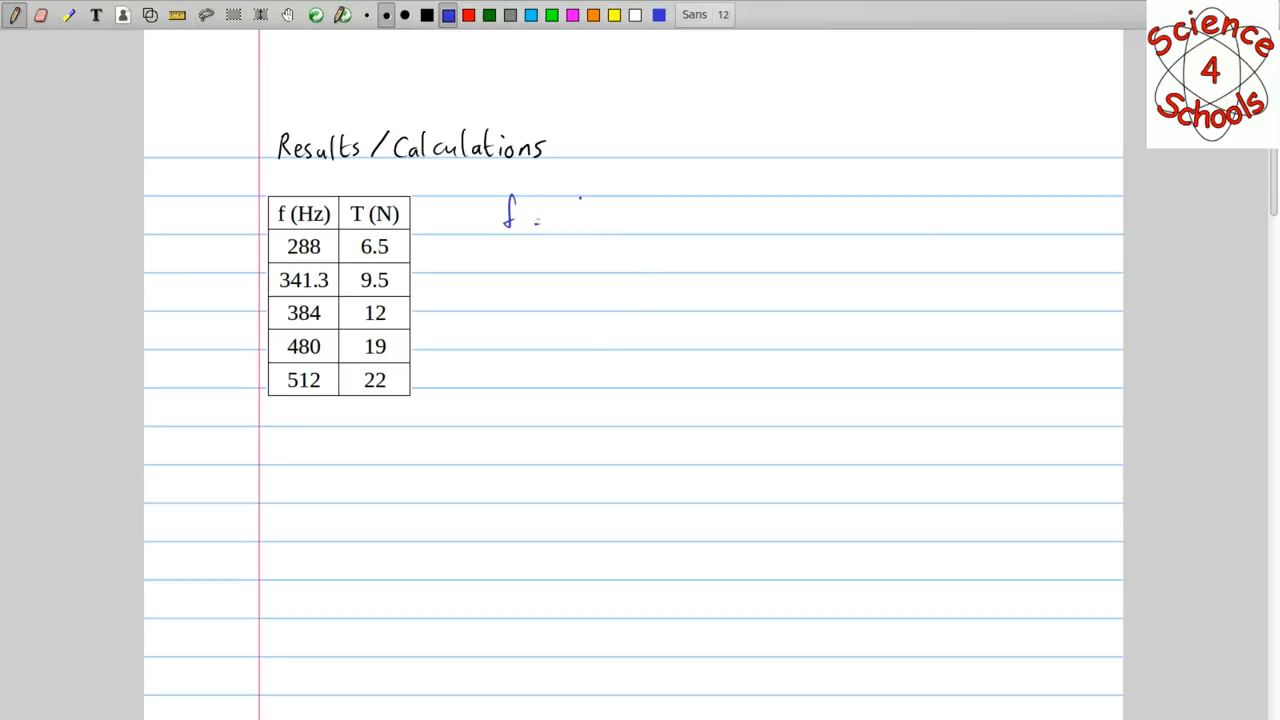 Sans 12
Science
4
Schools
Results/Calculations
f =
f (Hz) T (N)
288 6.5
341.3 9.5
384 12
480 19
512 22